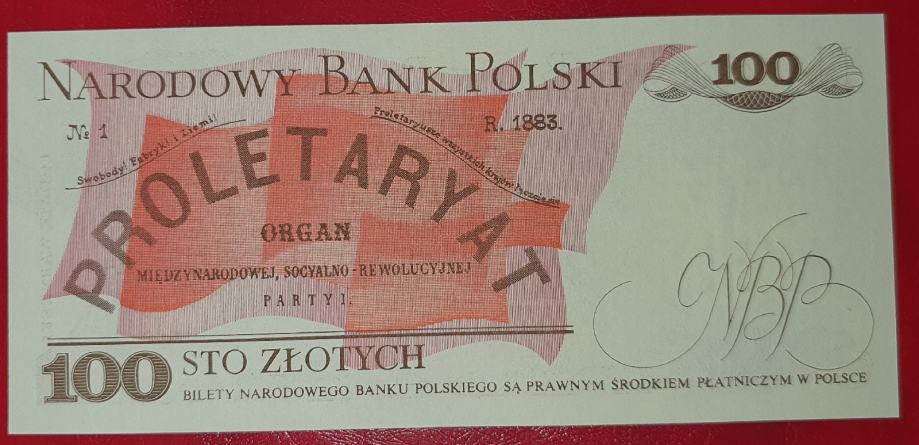 NARODOWY BANK POLSKI
100
№ 1
R. 1883.
Swobody! Fabryk! i Ziemi!
Proletaryusze wszystkich krajów łączcie się
PROLETARYAT
ORGAN
MIĘDZYNARODOWEJ, SOCYALNO-REWOLUCYJNEJ
PARTYI.
NBP
100 STO ZŁOTYCH
BILETY NARODOWEGO BANKU POLSKIEGO SĄ PRAWNYM ŚRODKIEM PŁATNICZYM W POLSCE